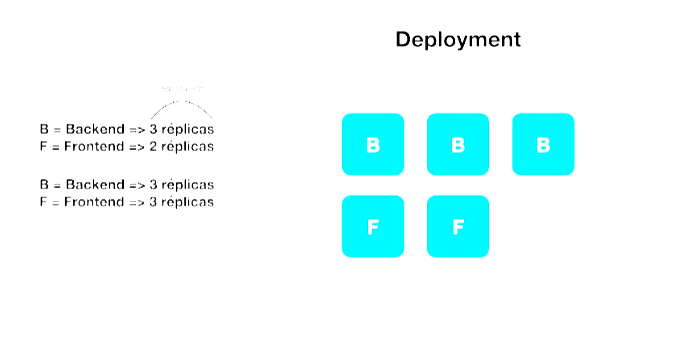 Deployment
B = Backend => 3 réplicas
F = Frontend => 2 réplicas
B = Backend => 3 réplicas
F = Frontend => 3 réplicas
B B B
F F